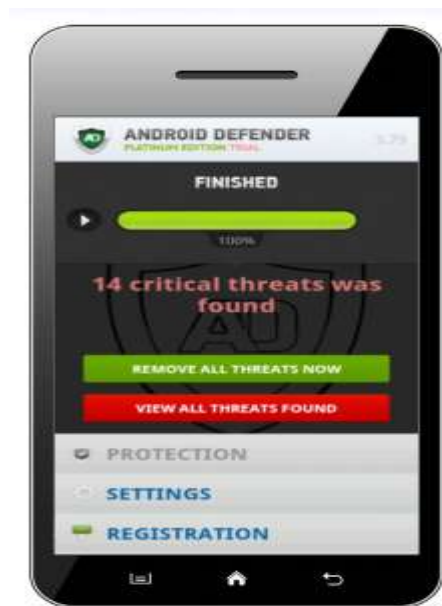 ANDROID DEFENDER
PLATINUM EDITION TRIAL
FINISHED
100%
14 critical threats was
found
REMOVE ALL THREATS NOW
VIEW ALL THREATS FOUND
PROTECTION
SETTINGS
REGISTRATION